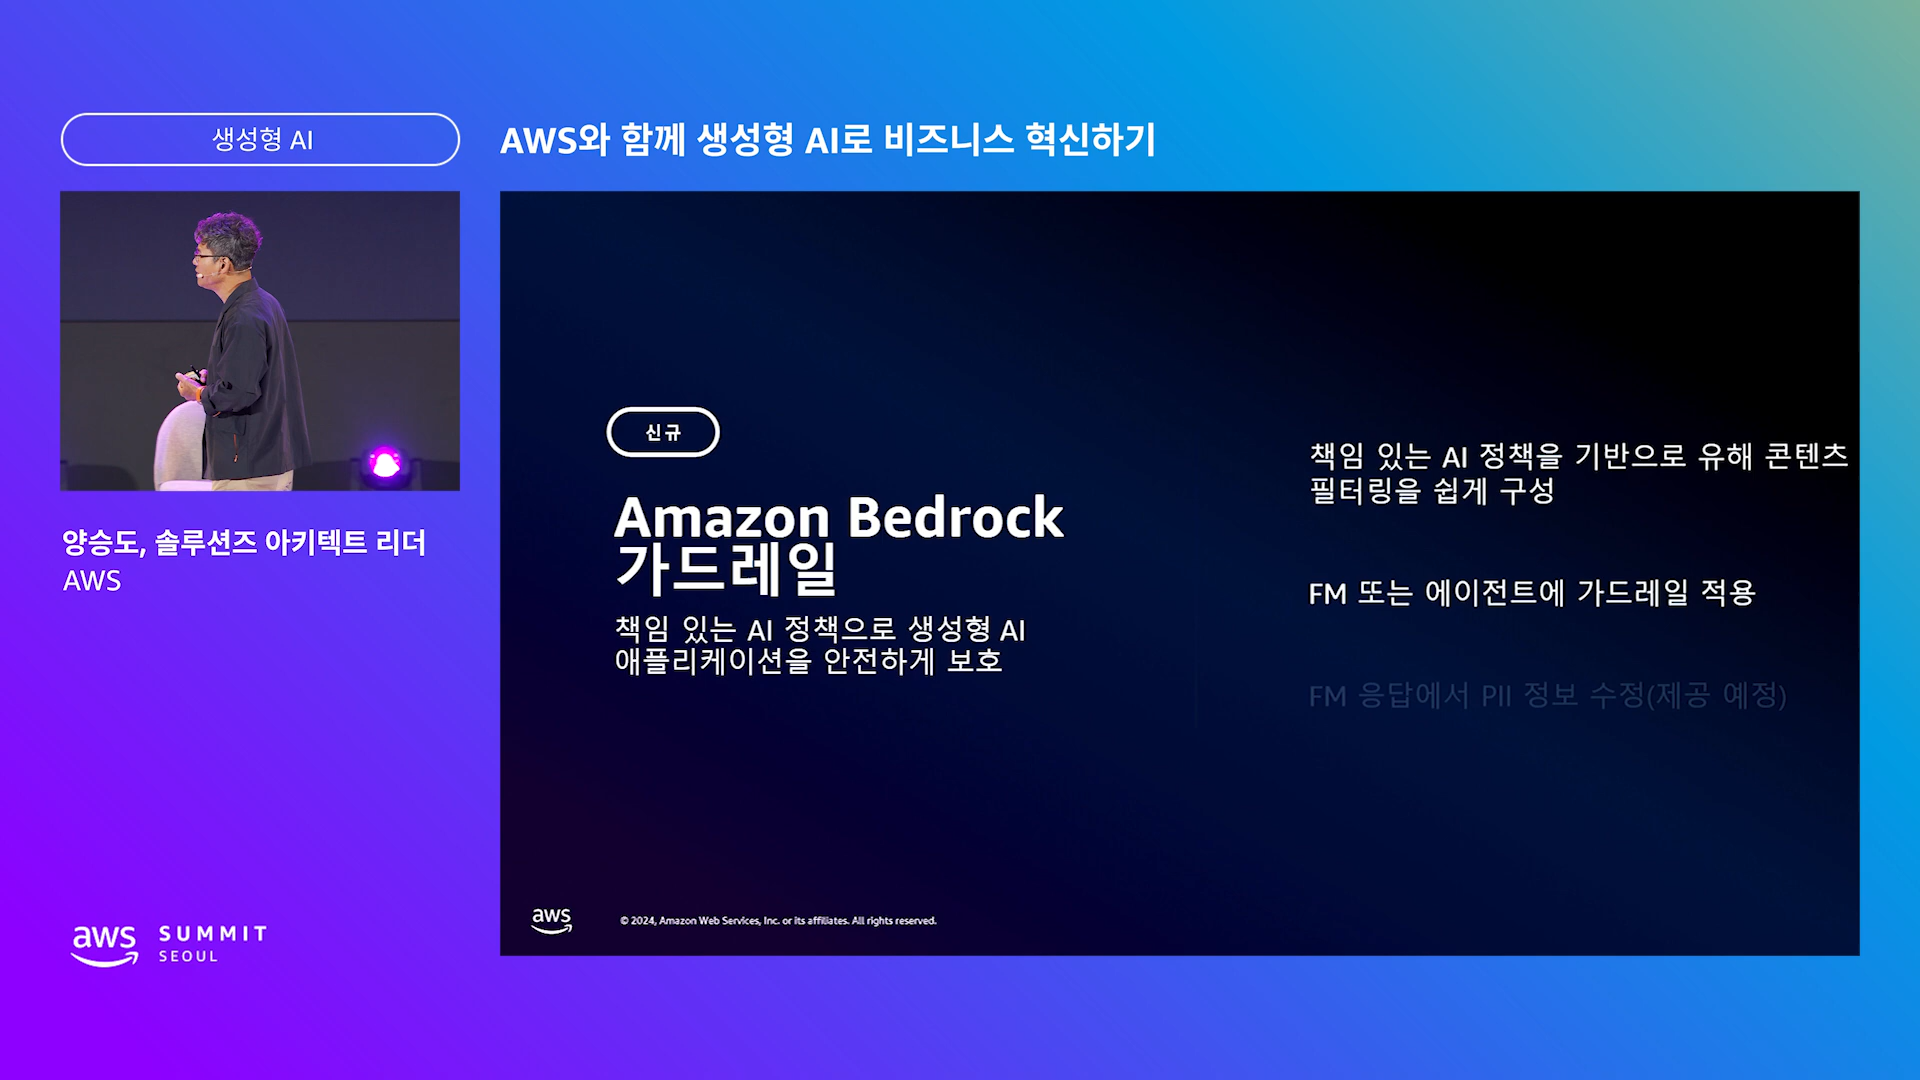 생성형 AI
AWS와 함께 생성형 AI로 비즈니스 혁신하기
양승도, 솔루션즈 아키텍트 리더
AWS
신규
Amazon Bedrock
가드레일
책임 있는 AI 정책으로 생성형 AI
애플리케이션을 안전하게 보호
책임 있는 AI 정책을 기반으로 유해 콘텐츠
필터링을 쉽게 구성
FM 또는 에이전트에 가드레일 적용
FM 응답에서 PII 정보 수정(제공 예정)
aws
© 2024, Amazon Web Services, Inc. or its affiliates. All rights reserved.
aws SUMMIT
SEOUL